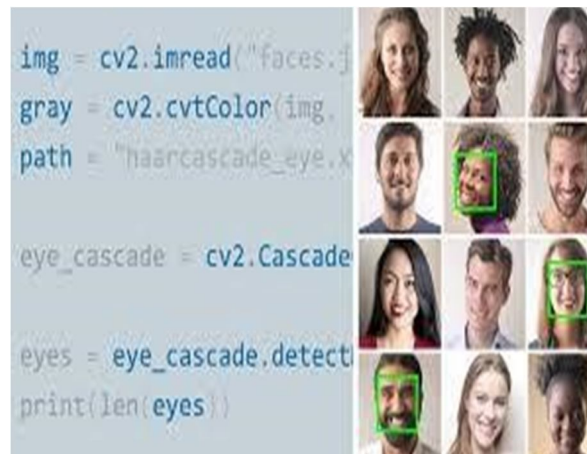 img = cv2.imread("faces.j
gray = cv2.cvtColor(img,
path = "haarcascade_eye.x
eye_cascade = cv2.Cascade
eyes = eye_cascade.detect
print(len(eyes))